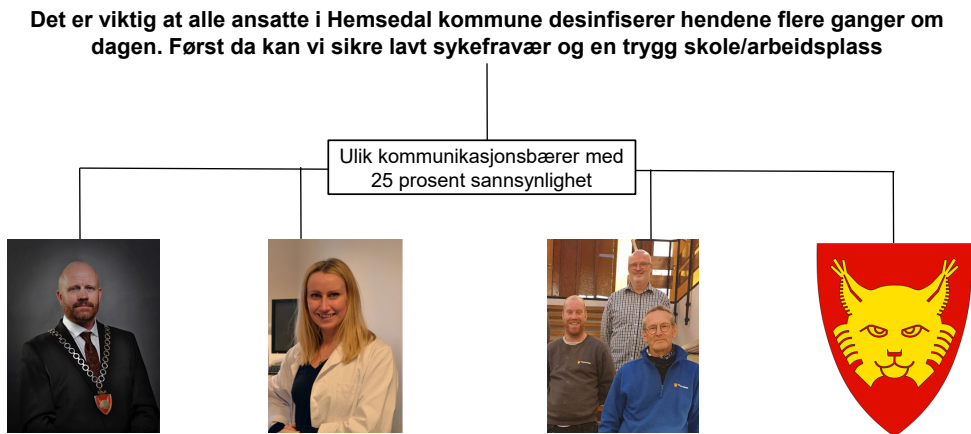 Det er viktig at alle ansatte i Hemsedal kommune desinfiserer hendene flere ganger om
dagen. Først da kan vi sikre lavt sykefravær og en trygg skole/arbeidsplass
Ulik kommunikasjonsbærer med
25 prosent sannsynlighet